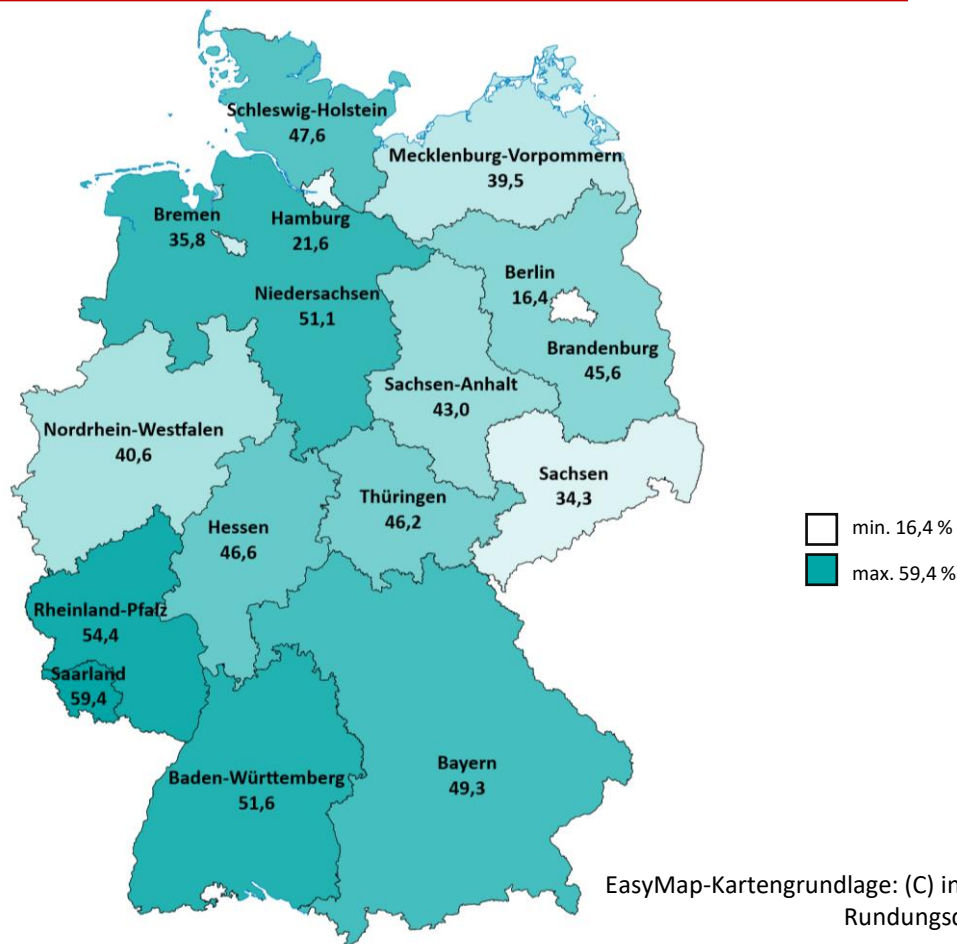 Schleswig-Holstein
47,6
Mecklenburg-Vorpommern
39,5
Bremen
35,8
Hamburg
21,6
Berlin
16,4
Niedersachsen
51,1
Brandenburg
45,6
Sachsen-Anhalt
43,0
Nordrhein-Westfalen
40,6
Sachsen
34,3
Thüringen
46,2
Hessen
46,6
min. 16,4 %
max. 59,4 %
Rheinland-Pfalz
54,4
Saarland
59,4
Bayern
49,3
Baden-Württemberg
51,6
EasyMap-Kartengrundlage: (C) in